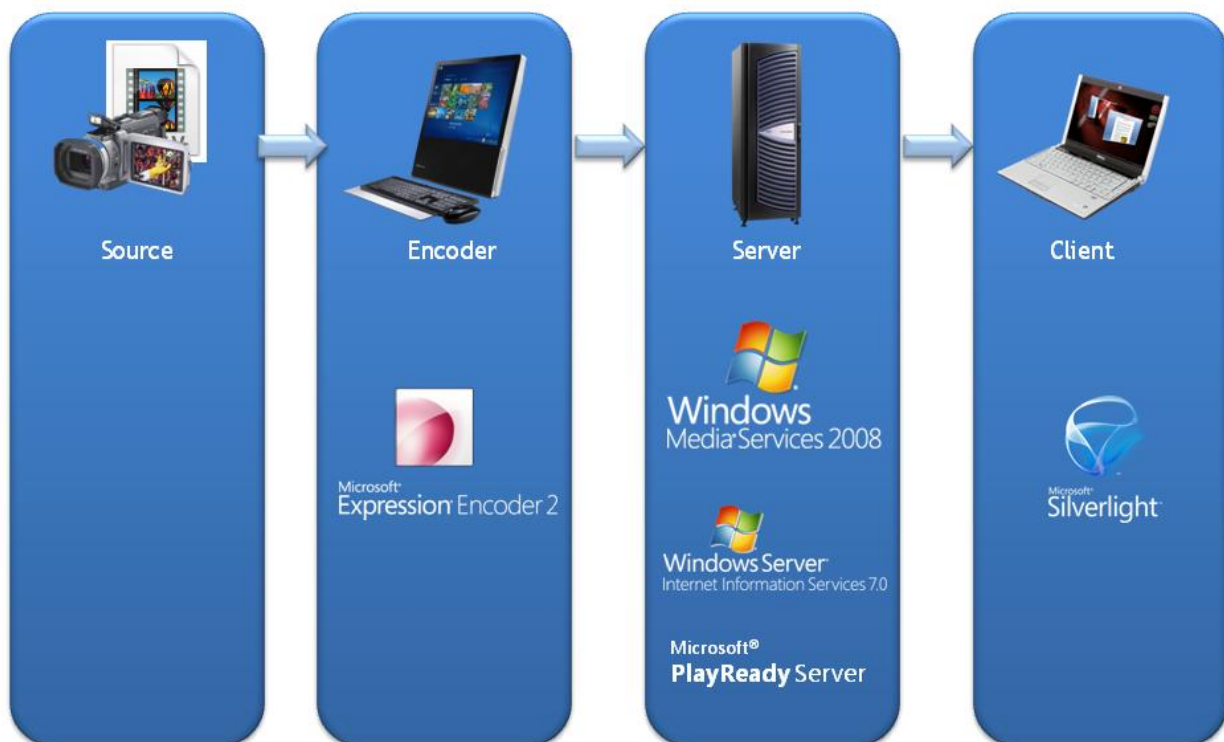 Source
Encoder
Server
Client
Microsoft®
Expression® Encoder 2
Windows®
Media® Services 2008
Windows Server®
Internet Information Services 7.0
Microsoft®
PlayReady Server
Microsoft®
Silverlight™